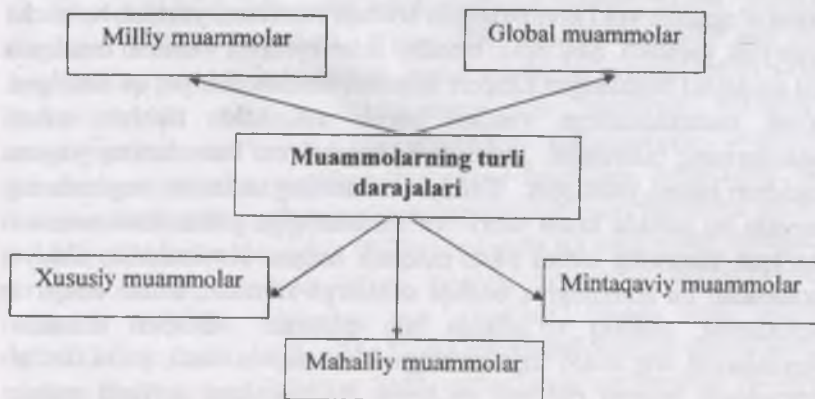 Milliy muammolar
Global muammolar
Muammolarning turli
darajalari
Xususiy muammolar
Mintaqaviy muammolar
Mahalliy muammolar